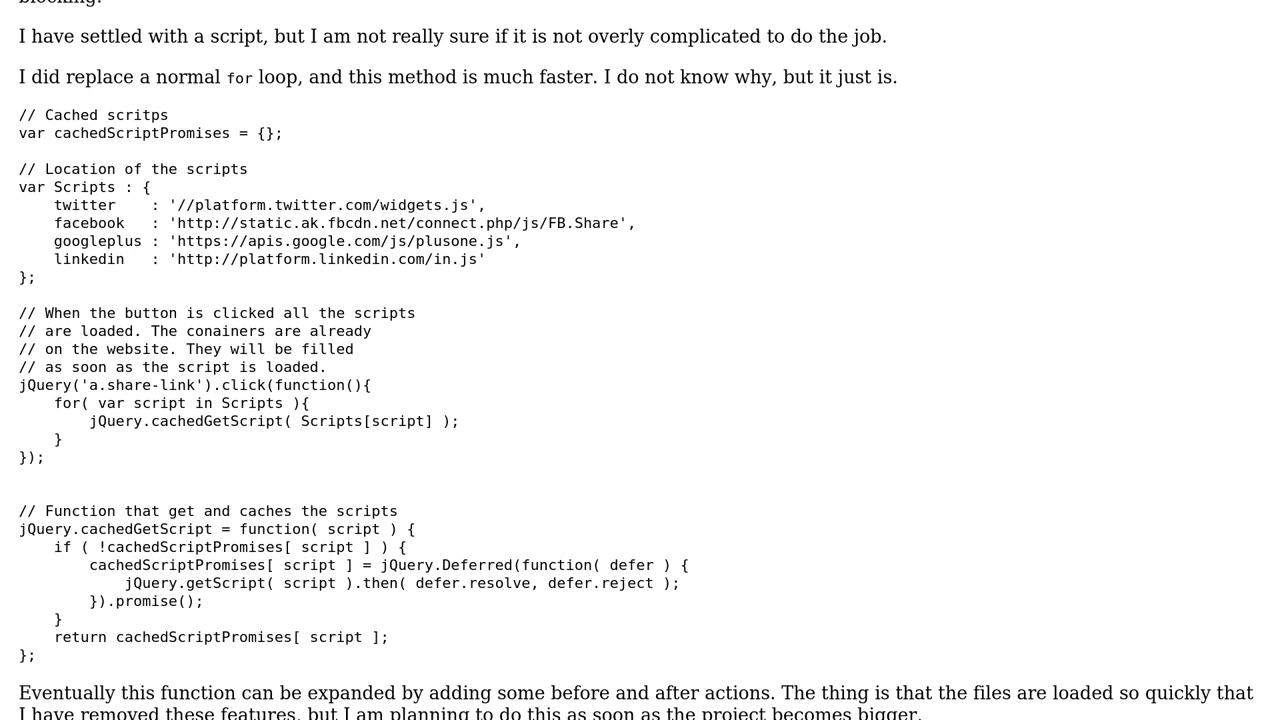 blocking.
I have settled with a script, but I am not really sure if it is not overly complicated to do the job.
I did replace a normal for loop, and this method is much faster. I do not know why, but it just is.
// Cached scritps
var cachedScriptPromises = {};
// Location of the scripts
var Scripts : {
    twitter    : '//platform.twitter.com/widgets.js',
    facebook   : 'http://static.ak.fbcdn.net/connect.php/js/FB.Share',
    googleplus : 'https://apis.google.com/js/plusone.js',
    linkedin   : 'http://platform.linkedin.com/in.js'
};
// When the button is clicked all the scripts
// are loaded. The conainers are already
// on the website. They will be filled
// as soon as the script is loaded.
jQuery('a.share-link').click(function(){
    for( var script in Scripts ){
        jQuery.cachedGetScript( Scripts[script] );
    }
});
// Function that get and caches the scripts
jQuery.cachedGetScript = function( script ) {
    if ( !cachedScriptPromises[ script ] ) {
        cachedScriptPromises[ script ] = jQuery.Deferred(function( defer ) {
            jQuery.getScript( script ).then( defer.resolve, defer.reject );
        }).promise();
    }
    return cachedScriptPromises[ script ];
};
Eventually this function can be expanded by adding some before and after actions. The thing is that the files are loaded so quickly that
I have removed these features, but I am planning to do this as soon as the project becomes bigger.